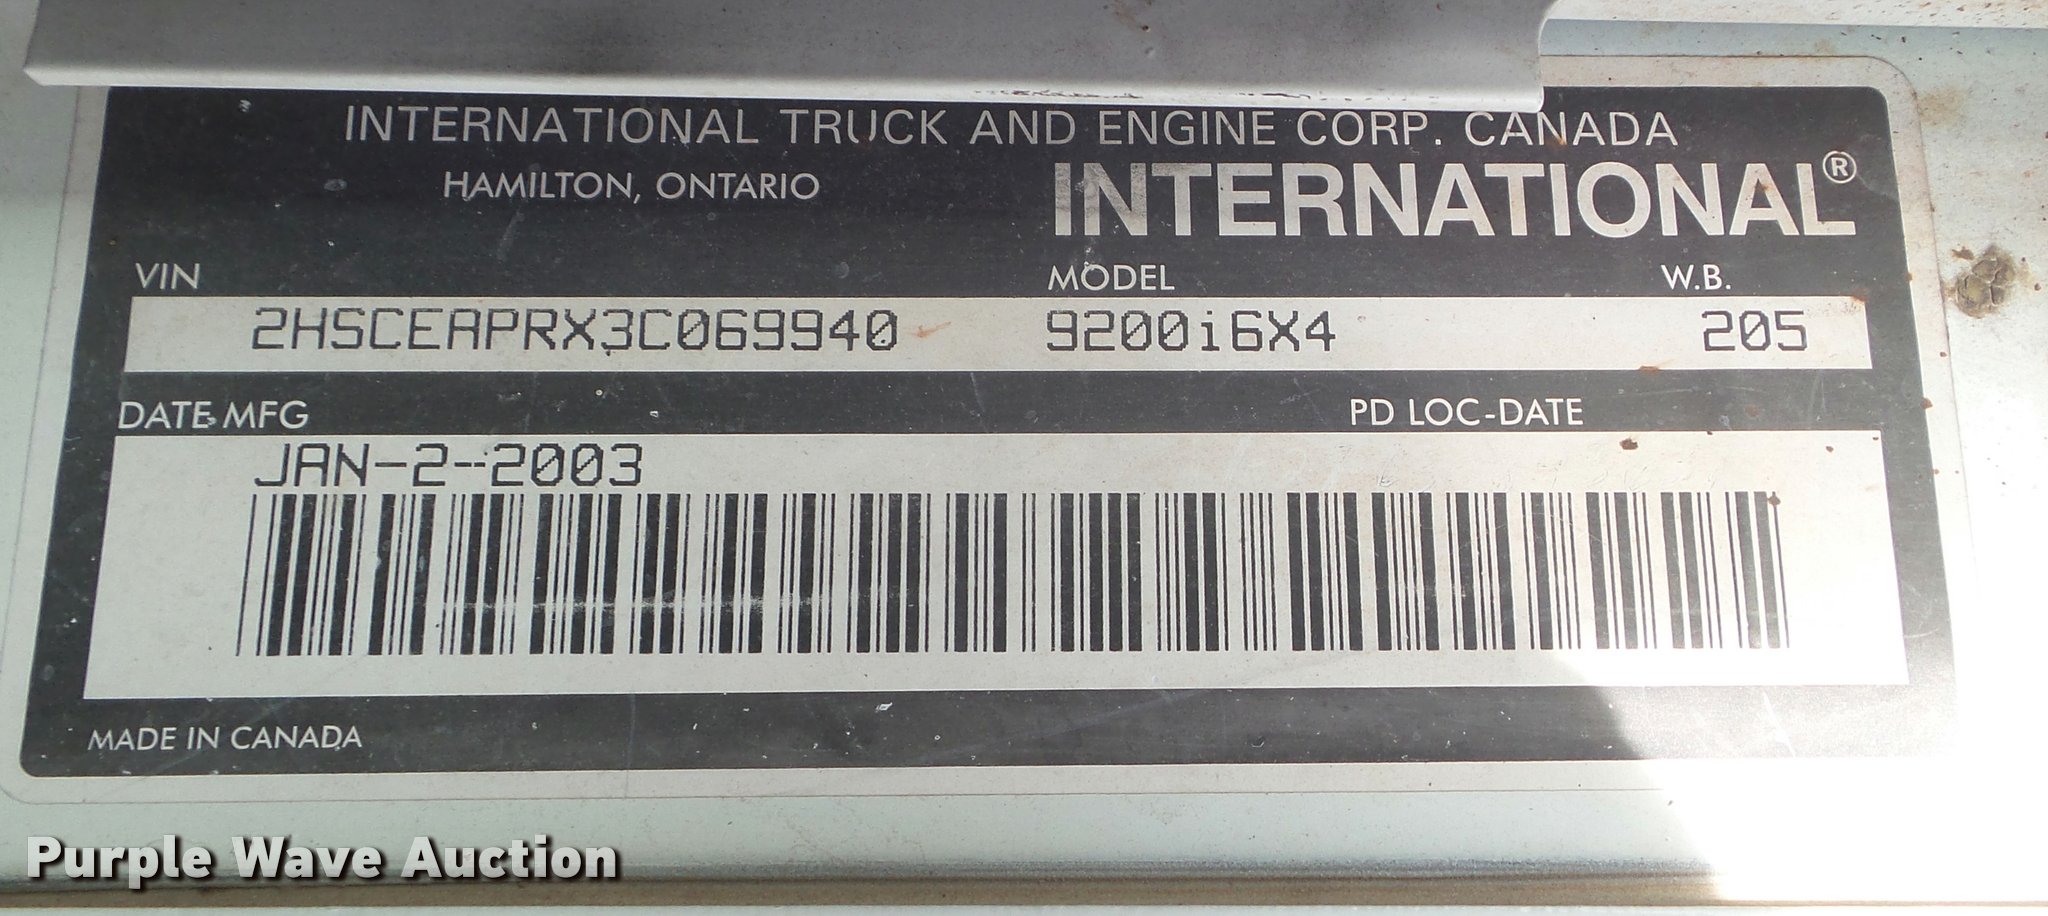 INTERNATIONAL TRUCK AND ENGINE CORP. CANADA
HAMILTON, ONTARIO
INTERNATIONAL®
VIN MODEL W.B.
2HSCEAPRX3C069940 9200i6X4 205
DATE MFG PD LOC-DATE
JAN-2--2003
MADE IN CANADA
Purple Wave Auction